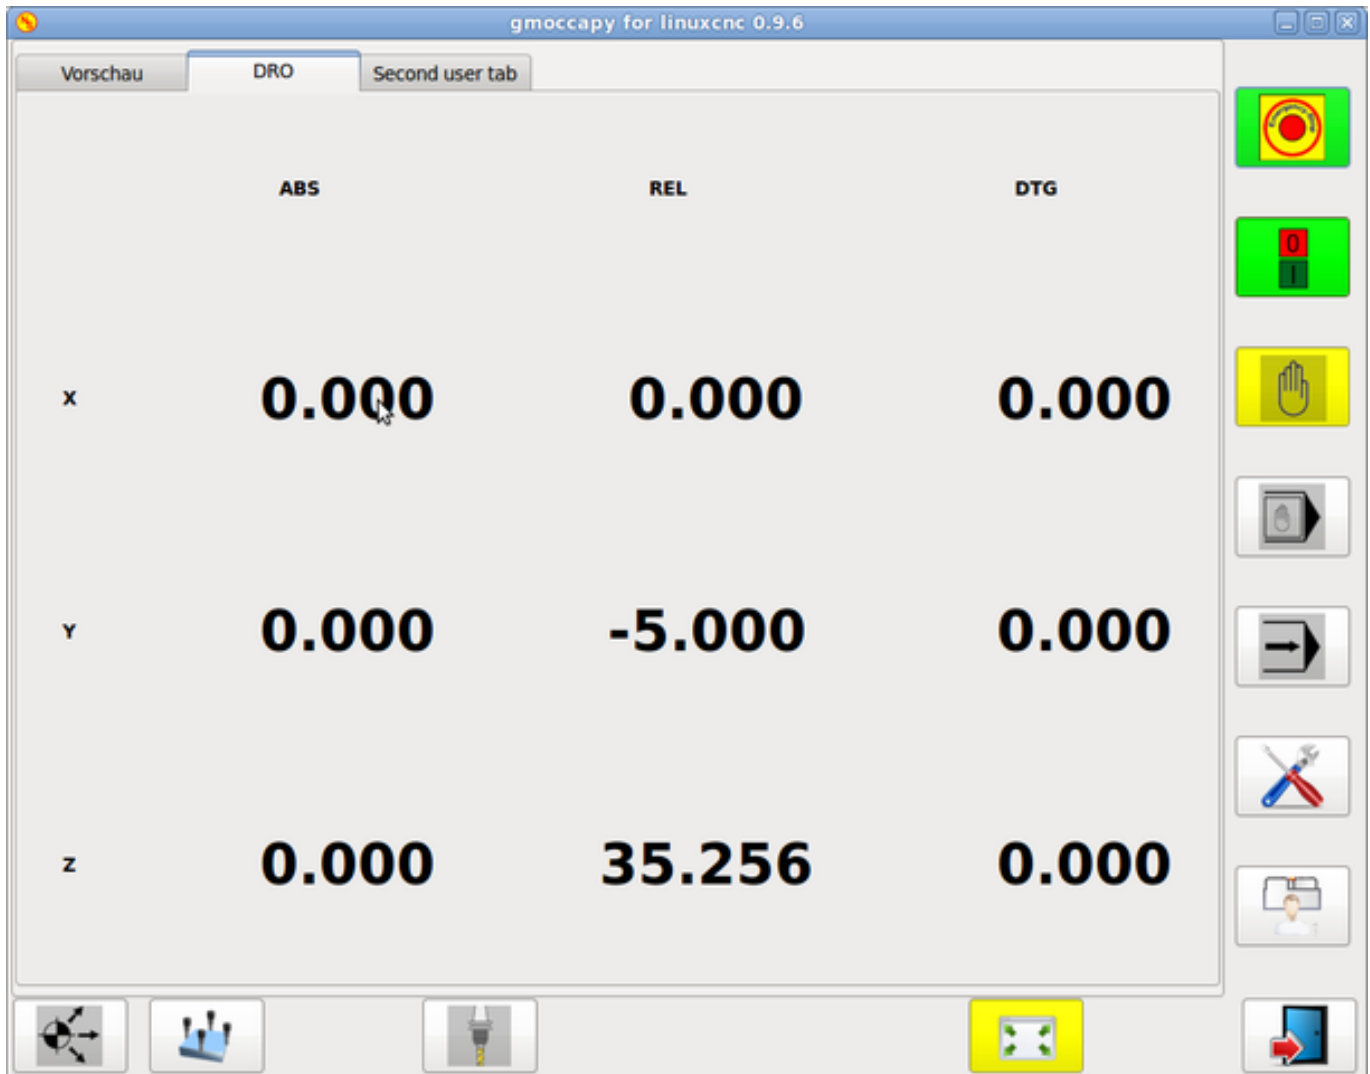 gmoccapy for linuxcnc 0.9.6
Vorschau DRO Second user tab
ABS REL DTG
X 0.000 0.000 0.000
Y 0.000 -5.000 0.000
Z 0.000 35.256 0.000
0
I